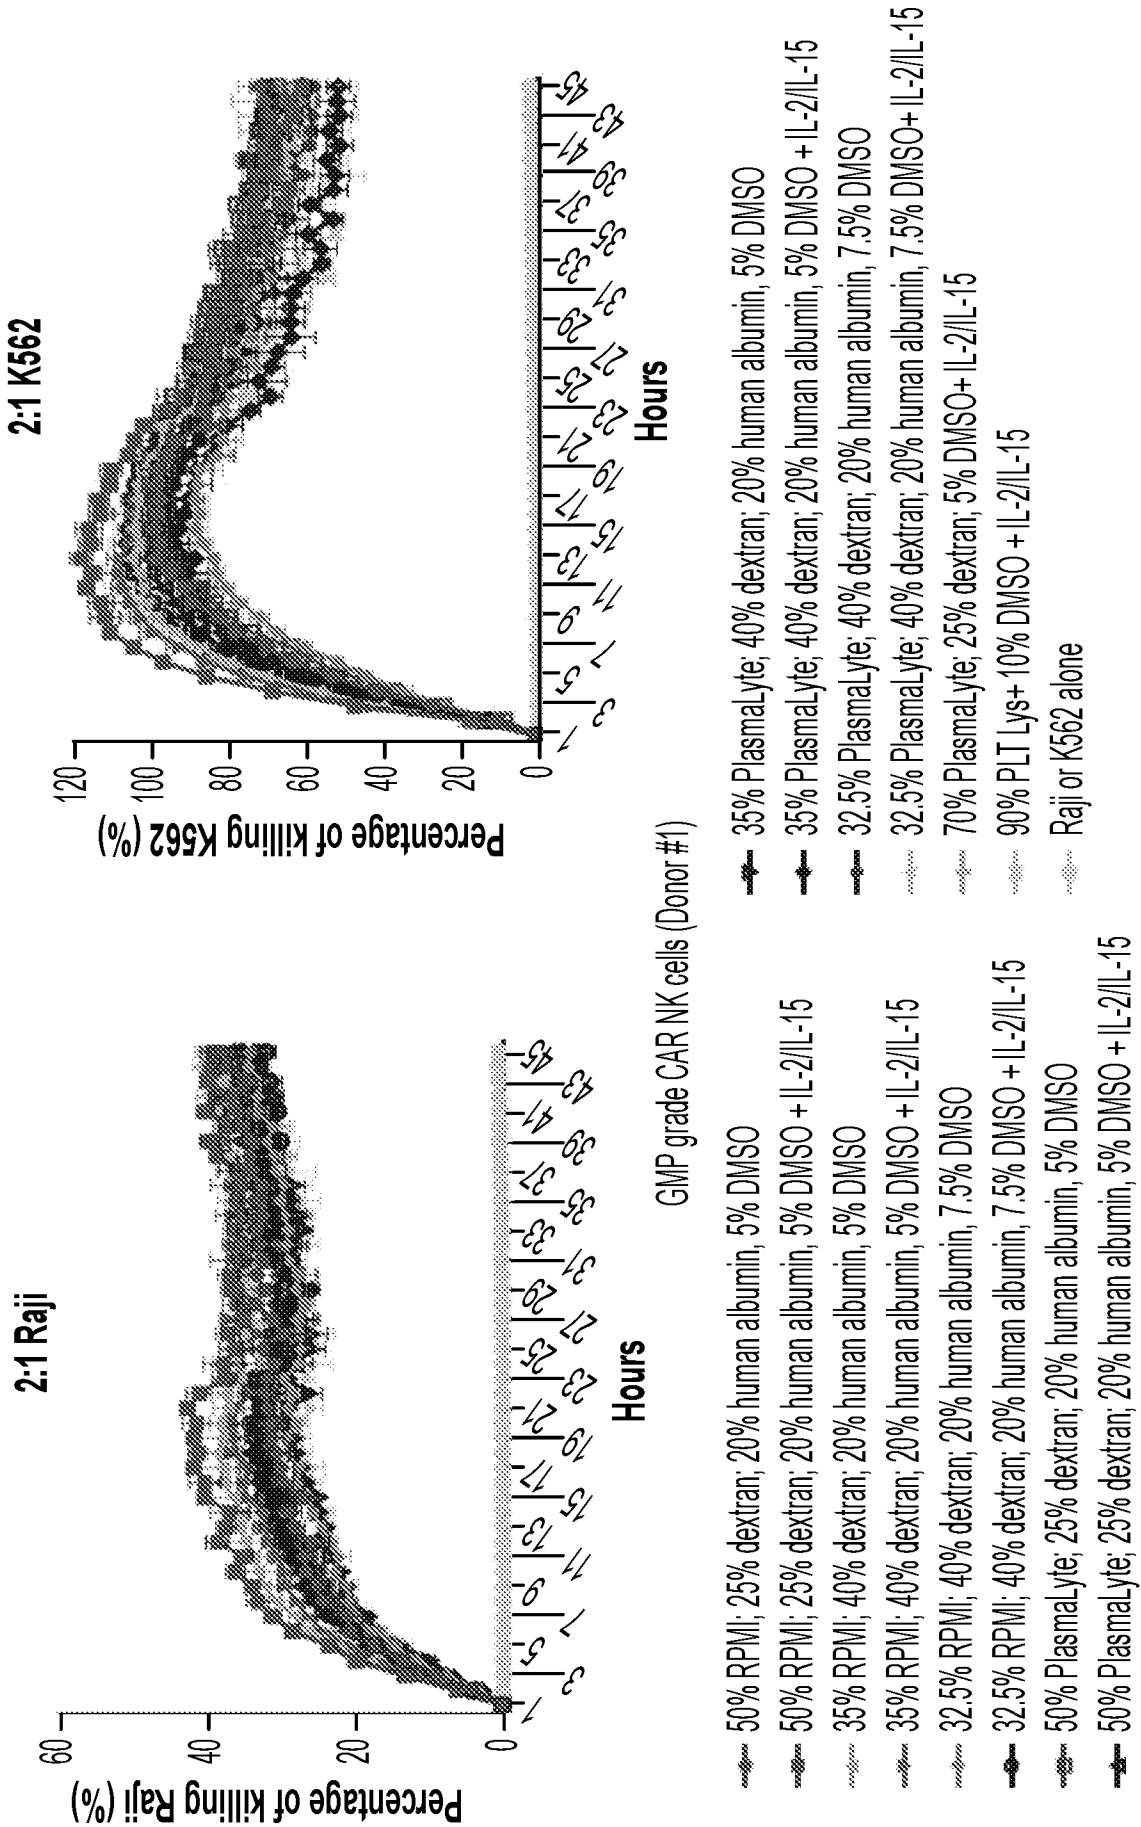 2:1 Raji
Percentage of killing Raji (%)
60
40
20
0
1 3 5 7 9 11 13 15 17 19 21 23 25 27 29 31 33 35 37 39 41 43 45
Hours
2:1 K562
Percentage of killing K562 (%)
120
100
80
60
40
20
0
1 3 5 7 9 11 13 15 17 19 21 23 25 27 29 31 33 35 37 39 41 43 45
Hours
GMP grade CAR NK cells (Donor #1)
50% RPMI; 25% dextran; 20% human albumin, 5% DMSO
50% RPMI; 25% dextran; 20% human albumin, 5% DMSO + IL-2/IL-15
35% RPMI; 40% dextran; 20% human albumin, 5% DMSO
35% RPMI; 40% dextran; 20% human albumin, 5% DMSO + IL-2/IL-15
32.5% RPMI; 40% dextran; 20% human albumin, 7.5% DMSO
32.5% RPMI; 40% dextran; 20% human albumin, 7.5% DMSO + IL-2/IL-15
50% PlasmaLyte; 25% dextran; 20% human albumin, 5% DMSO
50% PlasmaLyte; 25% dextran; 20% human albumin, 5% DMSO + IL-2/IL-15
35% PlasmaLyte; 40% dextran; 20% human albumin, 5% DMSO
35% PlasmaLyte; 40% dextran; 20% human albumin, 5% DMSO + IL-2/IL-15
32.5% PlasmaLyte; 40% dextran; 20% human albumin, 7.5% DMSO
32.5% PlasmaLyte; 40% dextran; 20% human albumin, 7.5% DMSO+ IL-2/IL-15
70% PlasmaLyte; 25% dextran; 5% DMSO+ IL-2/IL-15
90% PLT Lys+ 10% DMSO + IL-2/IL-15
Raji or K562 alone